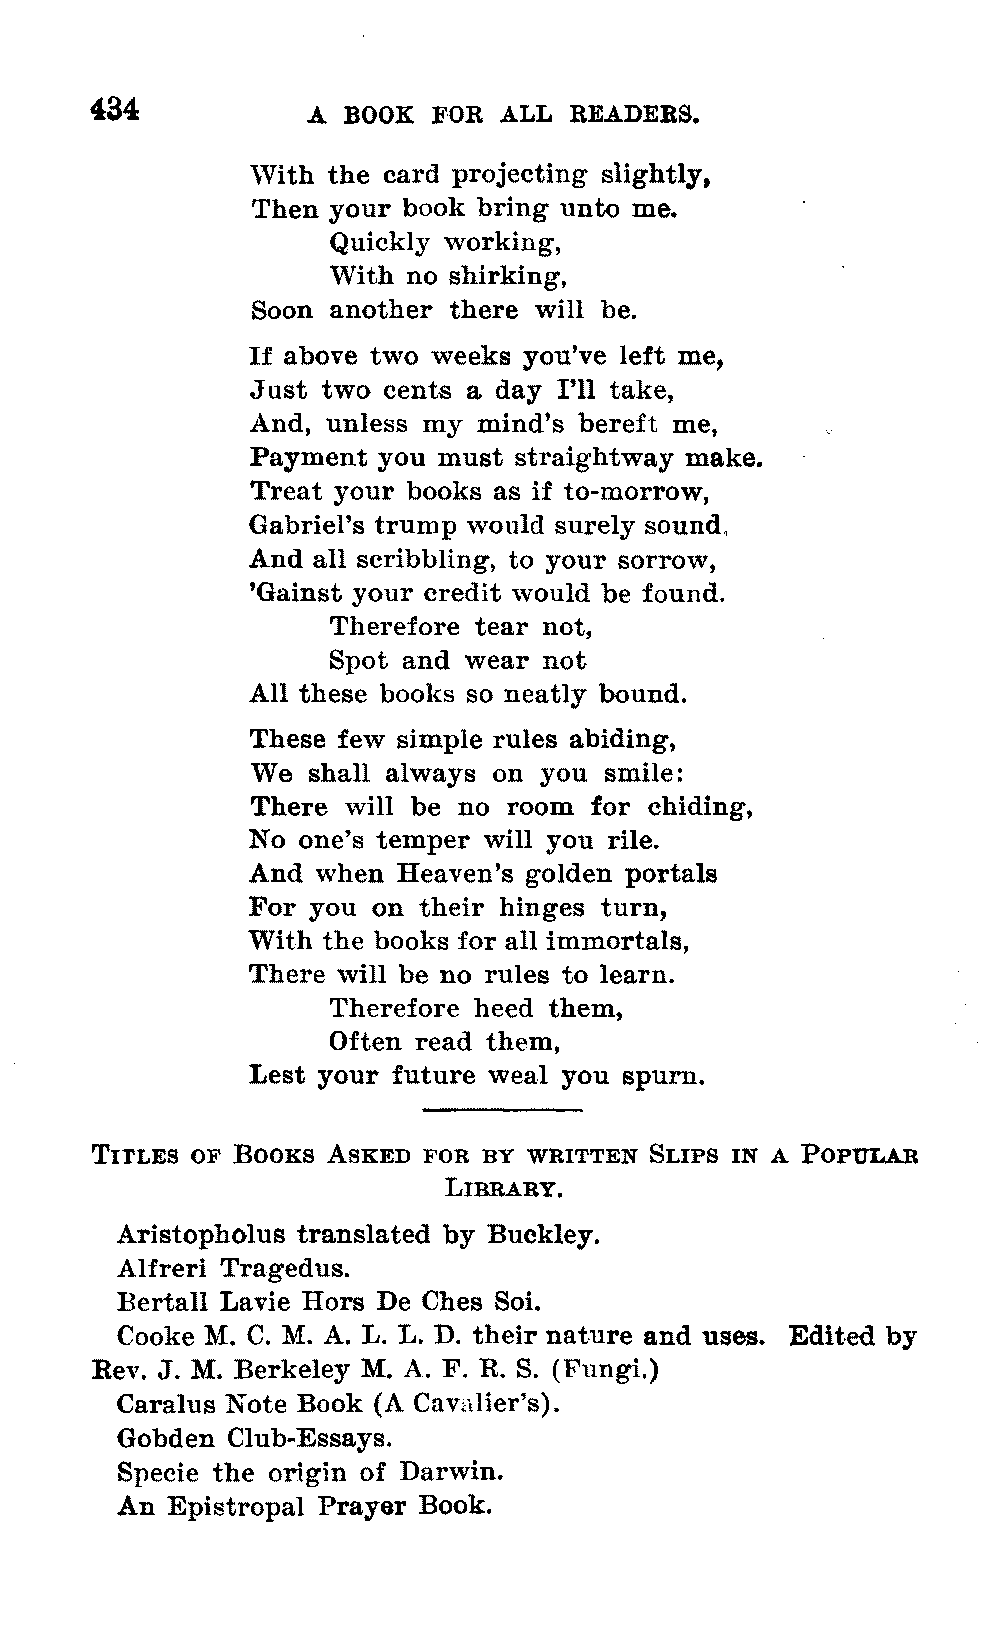 434
A BOOK FOR ALL READERS.
With the card projecting slightly,
Then your book bring unto me.
Quickly working,
With no shirking,
Soon another there will be.
If above two weeks you've left me,
Just two cents a day I'll take,
And, unless my mind's bereft me,
Payment you must straightway make.
Treat your books as if to-morrow,
Gabriel's trump would surely sound,
And all scribbling, to your sorrow,
'Gainst your credit would be found.
Therefore tear not,
Spot and wear not
All these books so neatly bound.
These few simple rules abiding,
We shall always on you smile:
There will be no room for chiding,
No one's temper will you rile.
And when Heaven's golden portals
For you on their hinges turn,
With the books for all immortals,
There will be no rules to learn.
Therefore heed them,
Often read them,
Lest your future weal you spurn.
TITLES OF BOOKS ASKED FOR BY WRITTEN SLIPS IN A POPULAR
LIBRARY.
Aristopholus translated by Buckley.
Alfreri Tragedus.
Bertall Lavie Hors De Ches Soi.
Cooke M. C. M. A. L. L. D. their nature and uses. Edited by
Rev. J. M. Berkeley M. A. F. R. S. (Fungi.)
Caralus Note Book (A Cavalier's).
Gobden Club-Essays.
Specie the origin of Darwin.
An Epistropal Prayer Book.